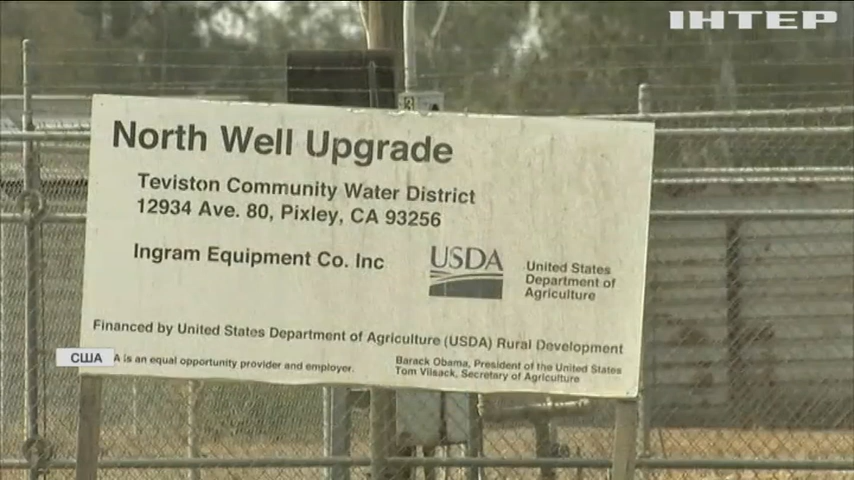 ІНТЕР
3
North Well Upgrade
Teviston Community Water District
12934 Ave. 80, Pixley, CA 93256
Ingram Equipment Co. Inc
USDA
United States
Department of
Agriculture
Financed by United States Department of Agriculture (USDA) Rural Development
США
A is an equal opportunity provider and employer.
Barack Obama, President of the United States
Tom Vilsack, Secretary of Agriculture